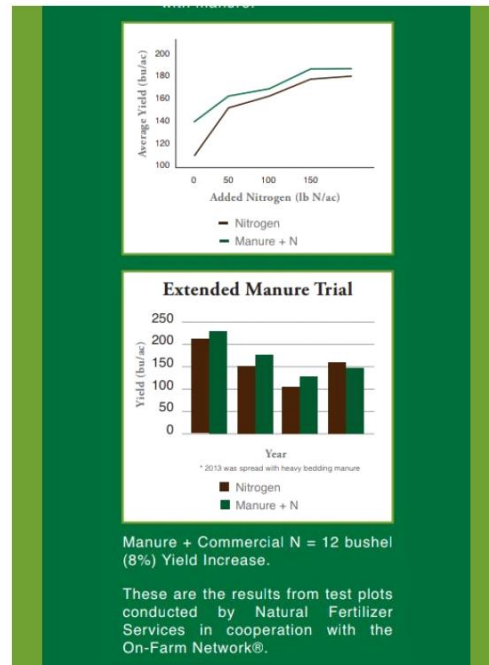 with manure.
200
180
160
140
120
100
Average Yield (bu/ac)
0 50 100 150
Added Nitrogen (lb N/ac)
Nitrogen
Manure + N
Extended Manure Trial
250
200
150
100
50
0
Yield (bu/ac)
Year
* 2013 was spread with heavy bedding manure
Nitrogen
Manure + N
Manure + Commercial N = 12 bushel
(8%) Yield Increase.
These are the results from test plots
conducted by Natural Fertilizer
Services in cooperation with the
On-Farm Network®.